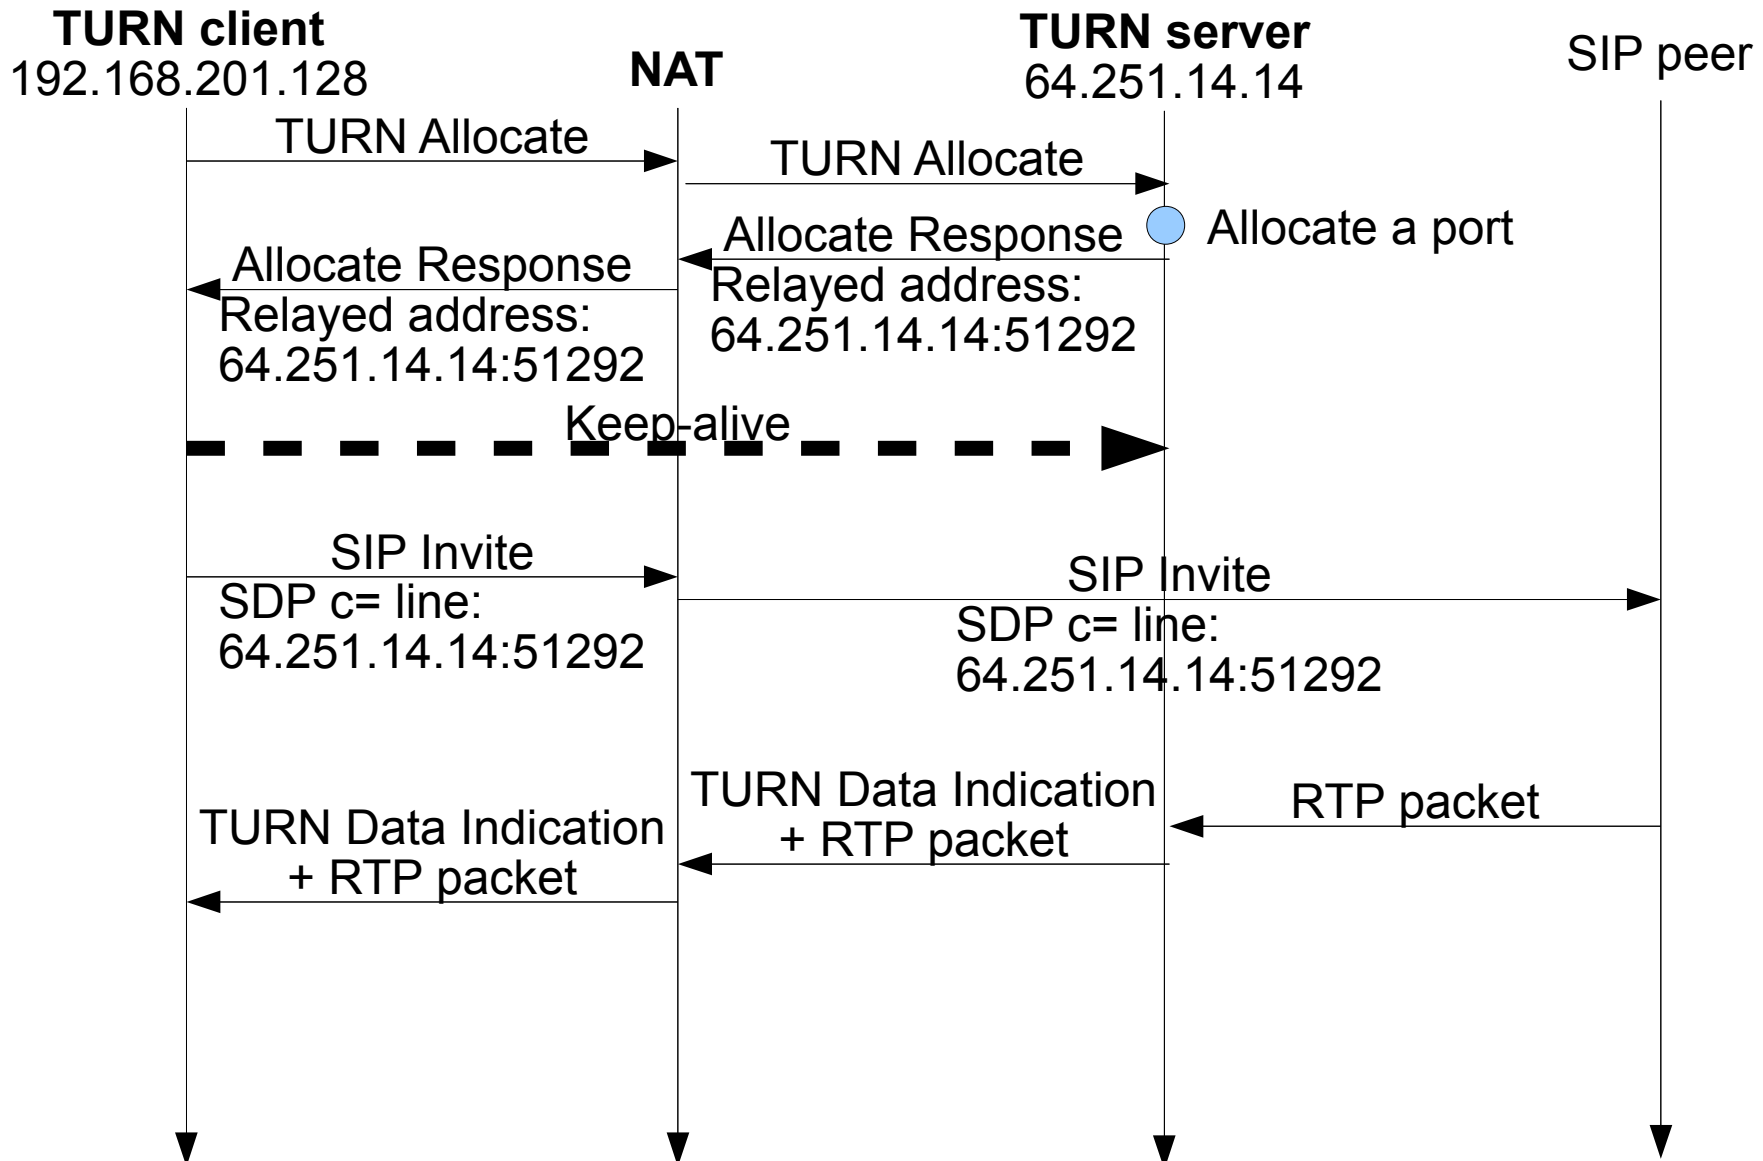 TURN client
192.168.201.128
NAT
TURN server
64.251.14.14
SIP peer
TURN Allocate
TURN Allocate
Allocate a port
Allocate Response
Relayed address:
64.251.14.14:51292
Allocate Response
Relayed address:
64.251.14.14:51292
Keep-alive
SIP Invite
SDP c= line:
64.251.14.14:51292
SIP Invite
SDP c= line:
64.251.14.14:51292
RTP packet
TURN Data Indication
+ RTP packet
TURN Data Indication
+ RTP packet